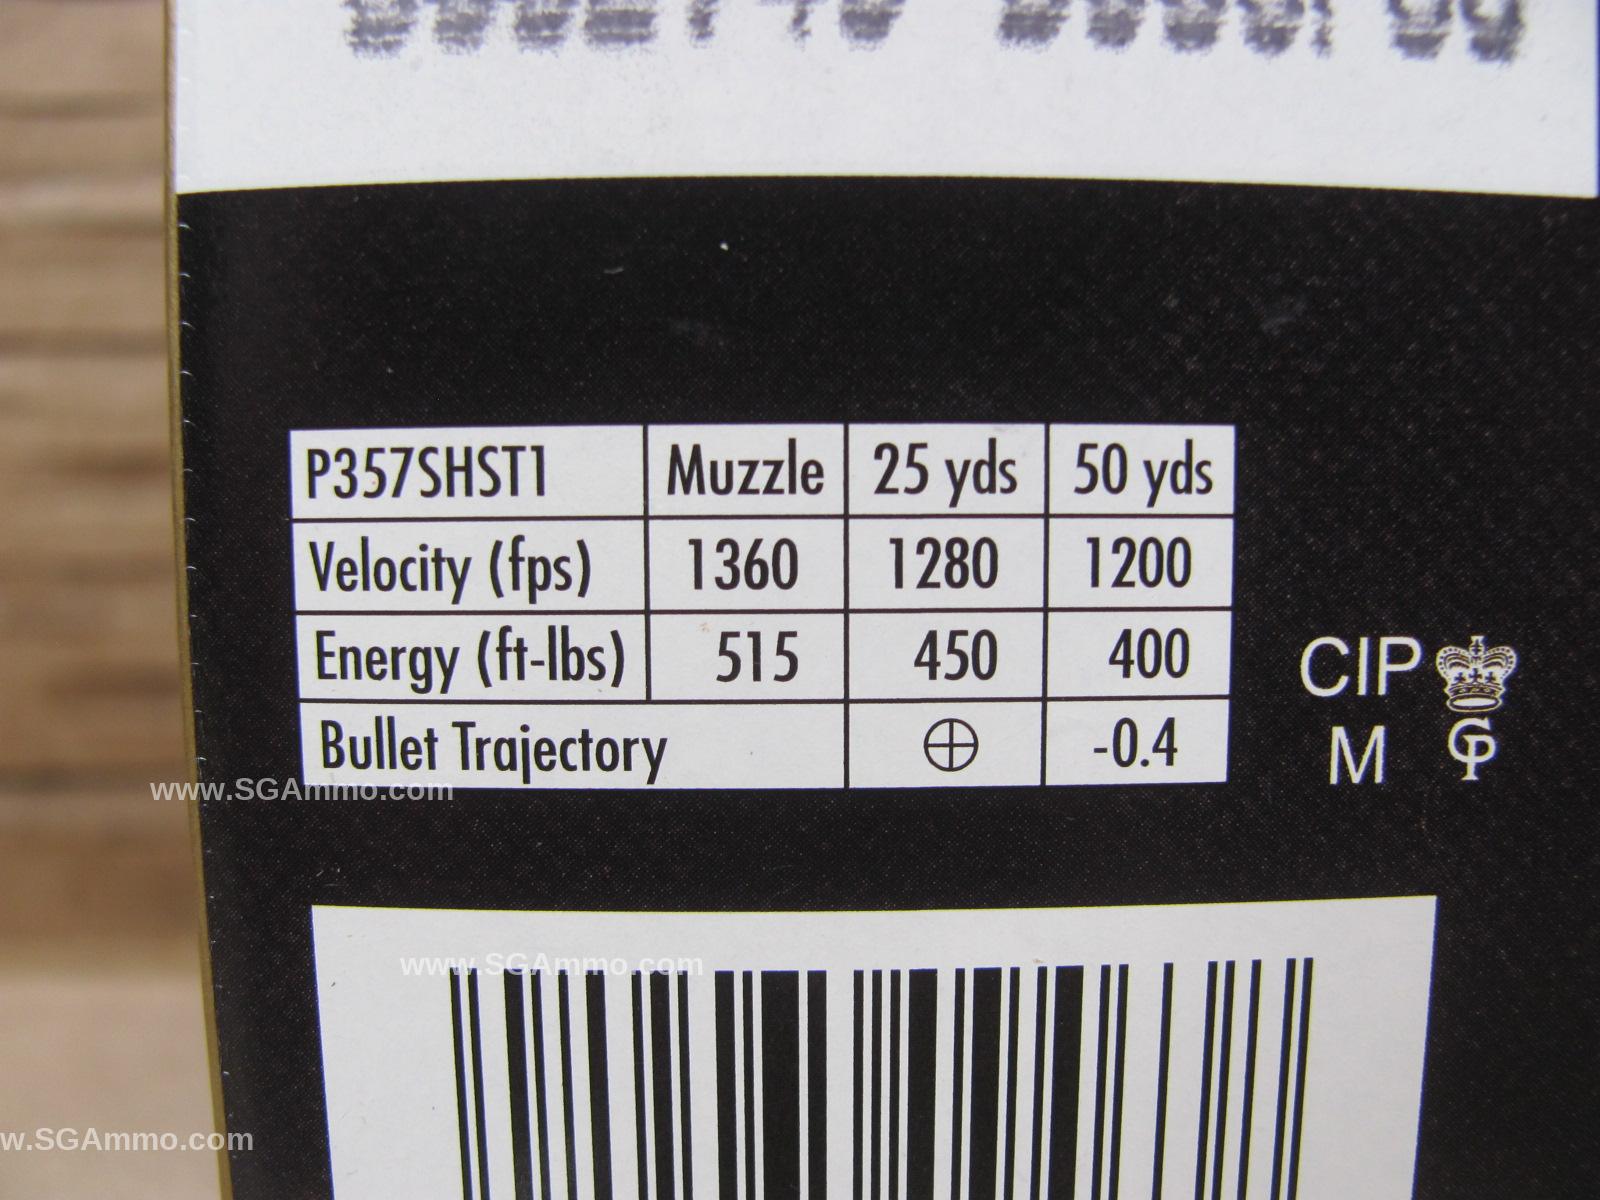 P357SHST1 Muzzle 25 yds 50 yds
Velocity (fps) 1360 1280 1200
Energy (ft-lbs) 515 450 400
Bullet Trajectory -0.4
CIP
M GP
www.SGAmmo.com
www.SGAmmo.com
w.SGAmmo.com